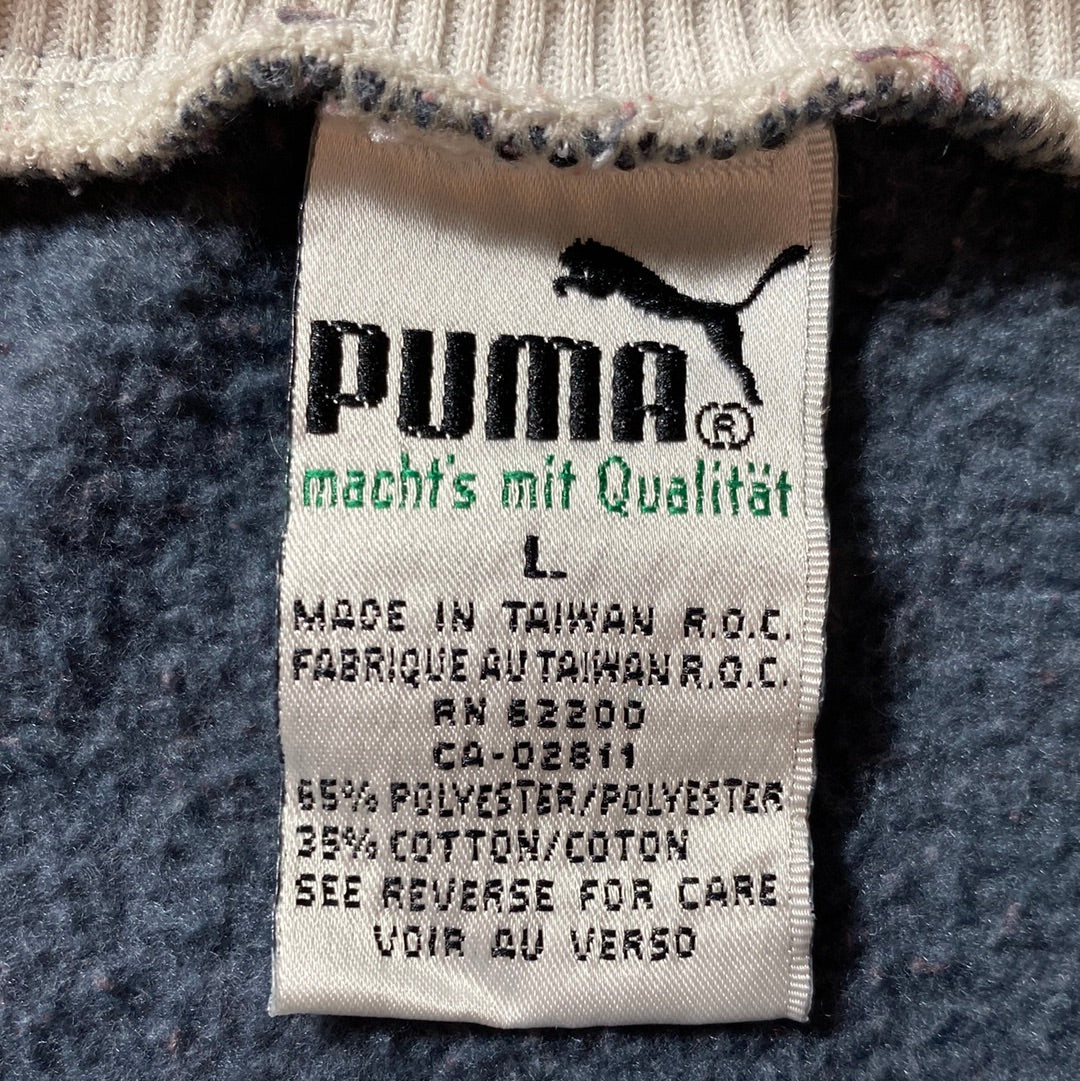 PUMA®
macht's mit Qualität
L.
MADE IN TAIWAN R.O.C.
FABRIQUE AU TAIWAN R.O.C.
RN 62200
CA-02811
65% POLYESTER/POLYESTER
35% COTTON/COTON
SEE REVERSE FOR CARE
VOIR AU VERSO